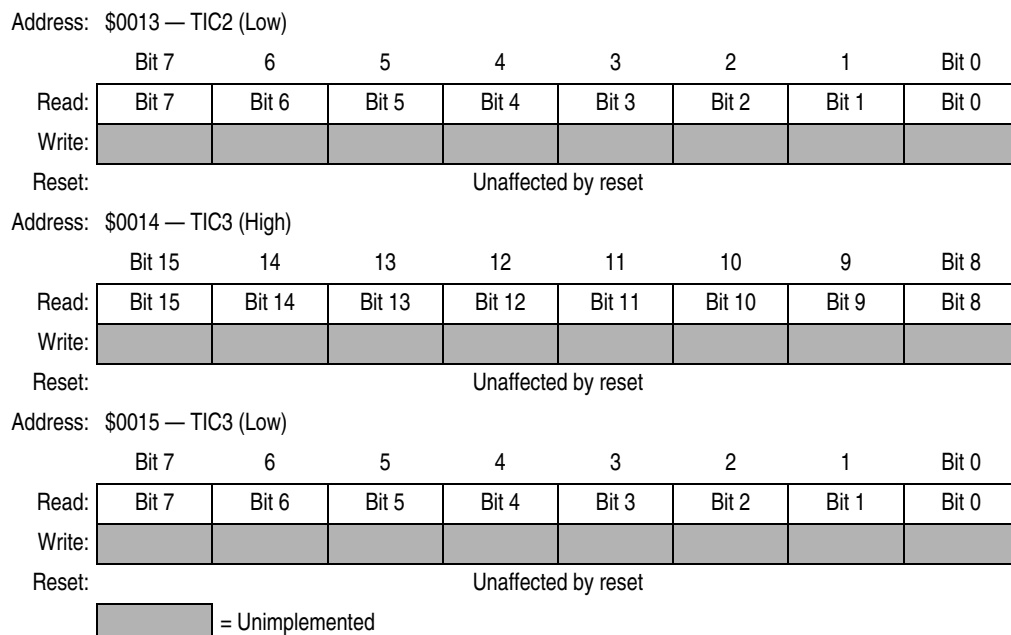 Address: $0013 — TIC2 (Low)
Bit 7 6 5 4 3 2 1 Bit 0
Read: Bit 7 Bit 6 Bit 5 Bit 4 Bit 3 Bit 2 Bit 1 Bit 0
Write:
Reset: Unaffected by reset
Address: $0014 — TIC3 (High)
Bit 15 14 13 12 11 10 9 Bit 8
Read: Bit 15 Bit 14 Bit 13 Bit 12 Bit 11 Bit 10 Bit 9 Bit 8
Write:
Reset: Unaffected by reset
Address: $0015 — TIC3 (Low)
Bit 7 6 5 4 3 2 1 Bit 0
Read: Bit 7 Bit 6 Bit 5 Bit 4 Bit 3 Bit 2 Bit 1 Bit 0
Write:
Reset: Unaffected by reset
= Unimplemented